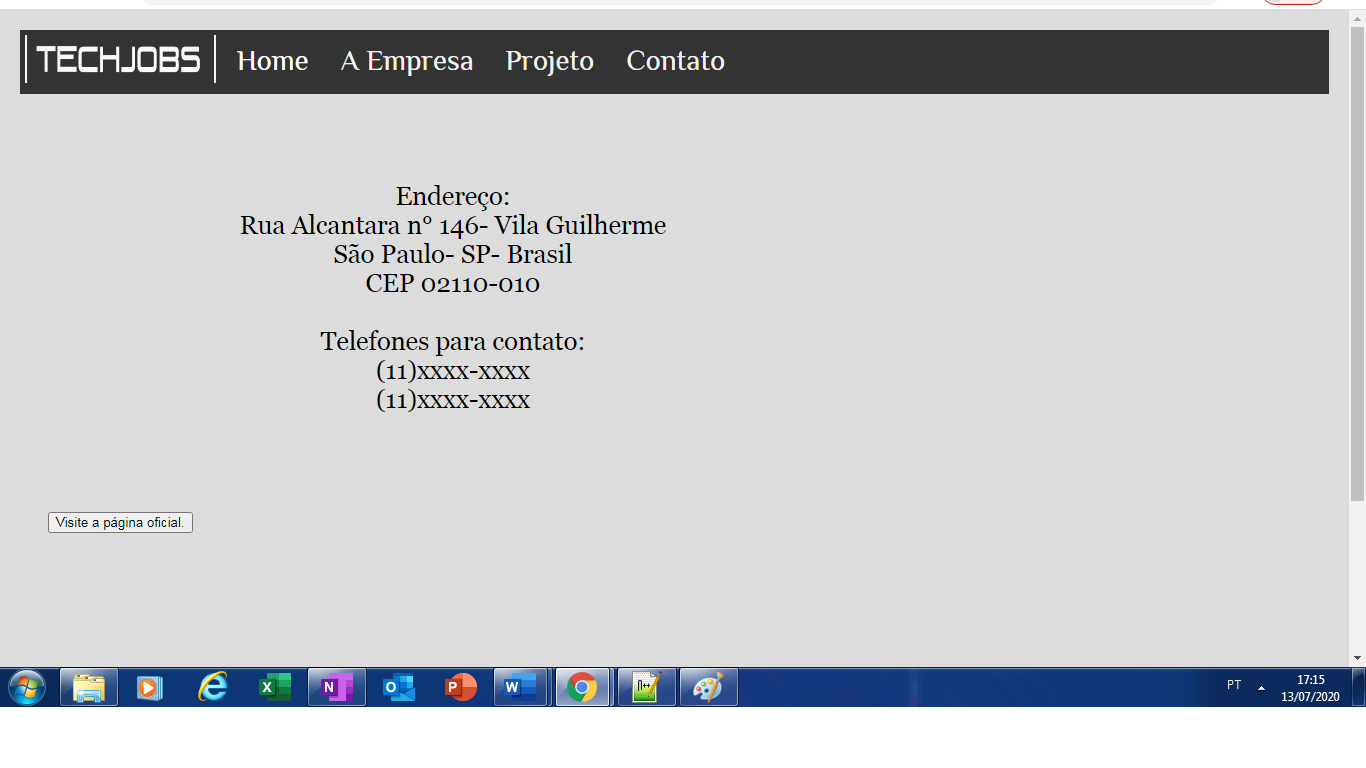 TECHJOBS Home A Empresa Projeto Contato
Endereço:
Rua Alcantara n° 146- Vila Guilherme
São Paulo- SP- Brasil
CEP 02110-010
Telefones para contato:
(11)xxxx-xxxx
(11)xxxx-xxxx
Visite a página oficial.
PT
17:15
13/07/2020